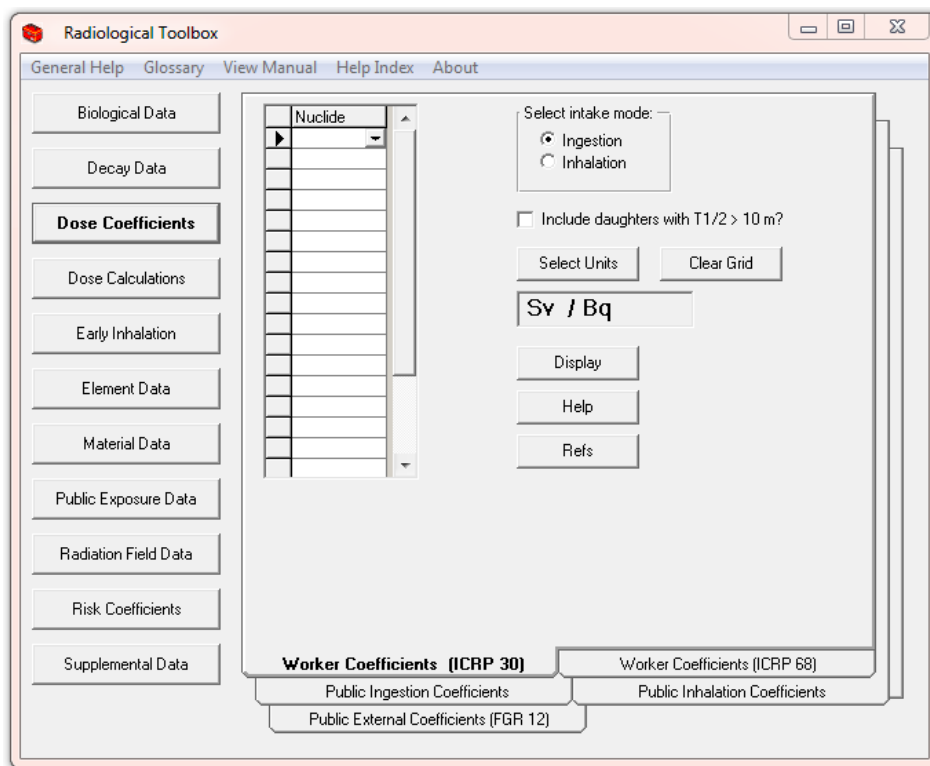 Radiological Toolbox
General Help Glossary View Manual Help Index About
Biological Data
Decay Data
Dose Coefficients
Dose Calculations
Early Inhalation
Element Data
Material Data
Public Exposure Data
Radiation Field Data
Risk Coefficients
Supplemental Data
Nuclide
Select intake mode:
Ingestion
Inhalation
Include daughters with T1/2 > 10 m?
Select Units Clear Grid
Sv / Bq
Display
Help
Refs
Worker Coefficients (ICRP 30) Worker Coefficients (ICRP 68)
Public Ingestion Coefficients Public Inhalation Coefficients
Public External Coefficients (FGR 12)